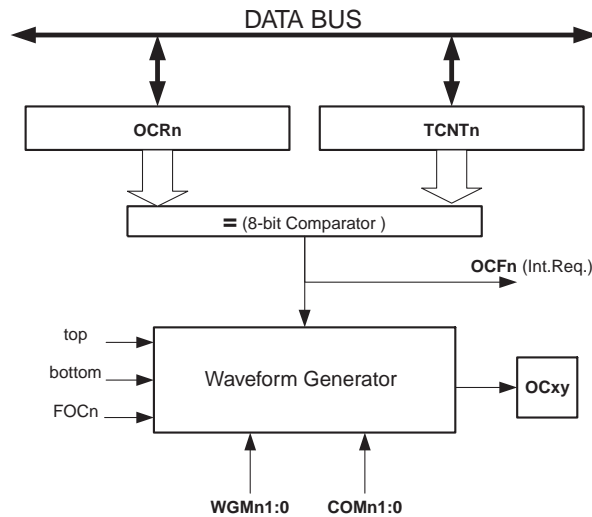 DATA BUS
OCRn
TCNTn
= (8-bit Comparator )
OCFn (Int.Req.)
top
bottom
FOCn
Waveform Generator
OCxy
WGMn1:0
COMn1:0